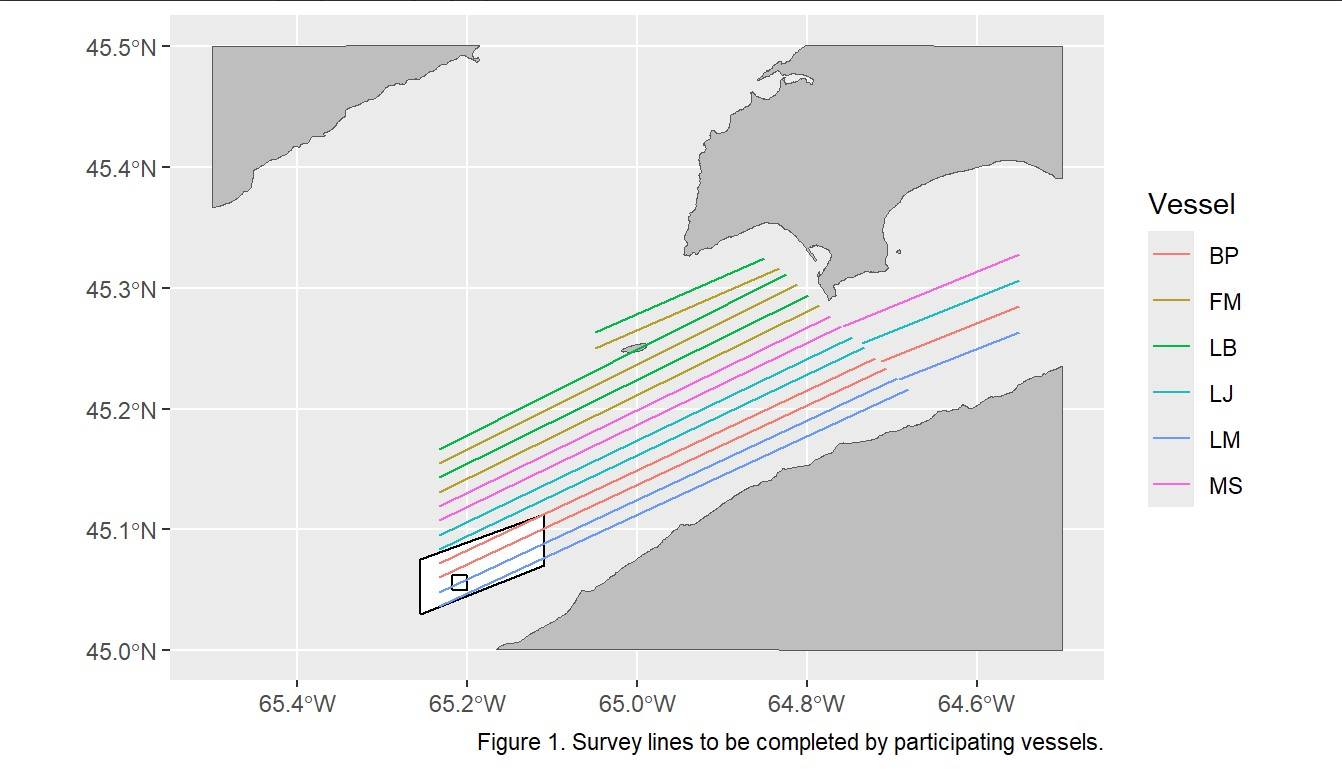 45.5°N
45.4°N
45.3°N
45.2°N
45.1°N
45.0°N
65.4°W 65.2°W 65.0°W 64.8°W 64.6°W
Vessel
BP
FM
LB
LJ
LM
MS
Figure 1. Survey lines to be completed by participating vessels.